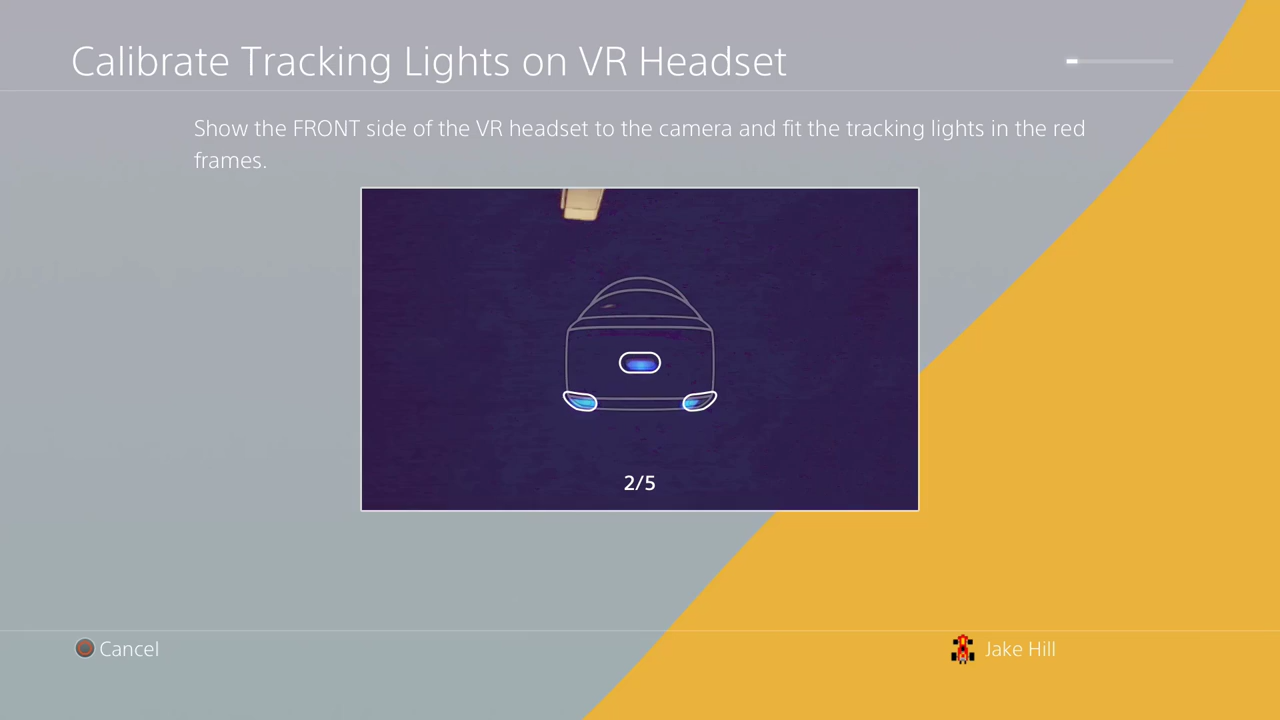 Calibrate Tracking Lights on VR Headset
Show the FRONT side of the VR headset to the camera and fit the tracking lights in the red
frames.
2/5
Cancel
Jake Hill